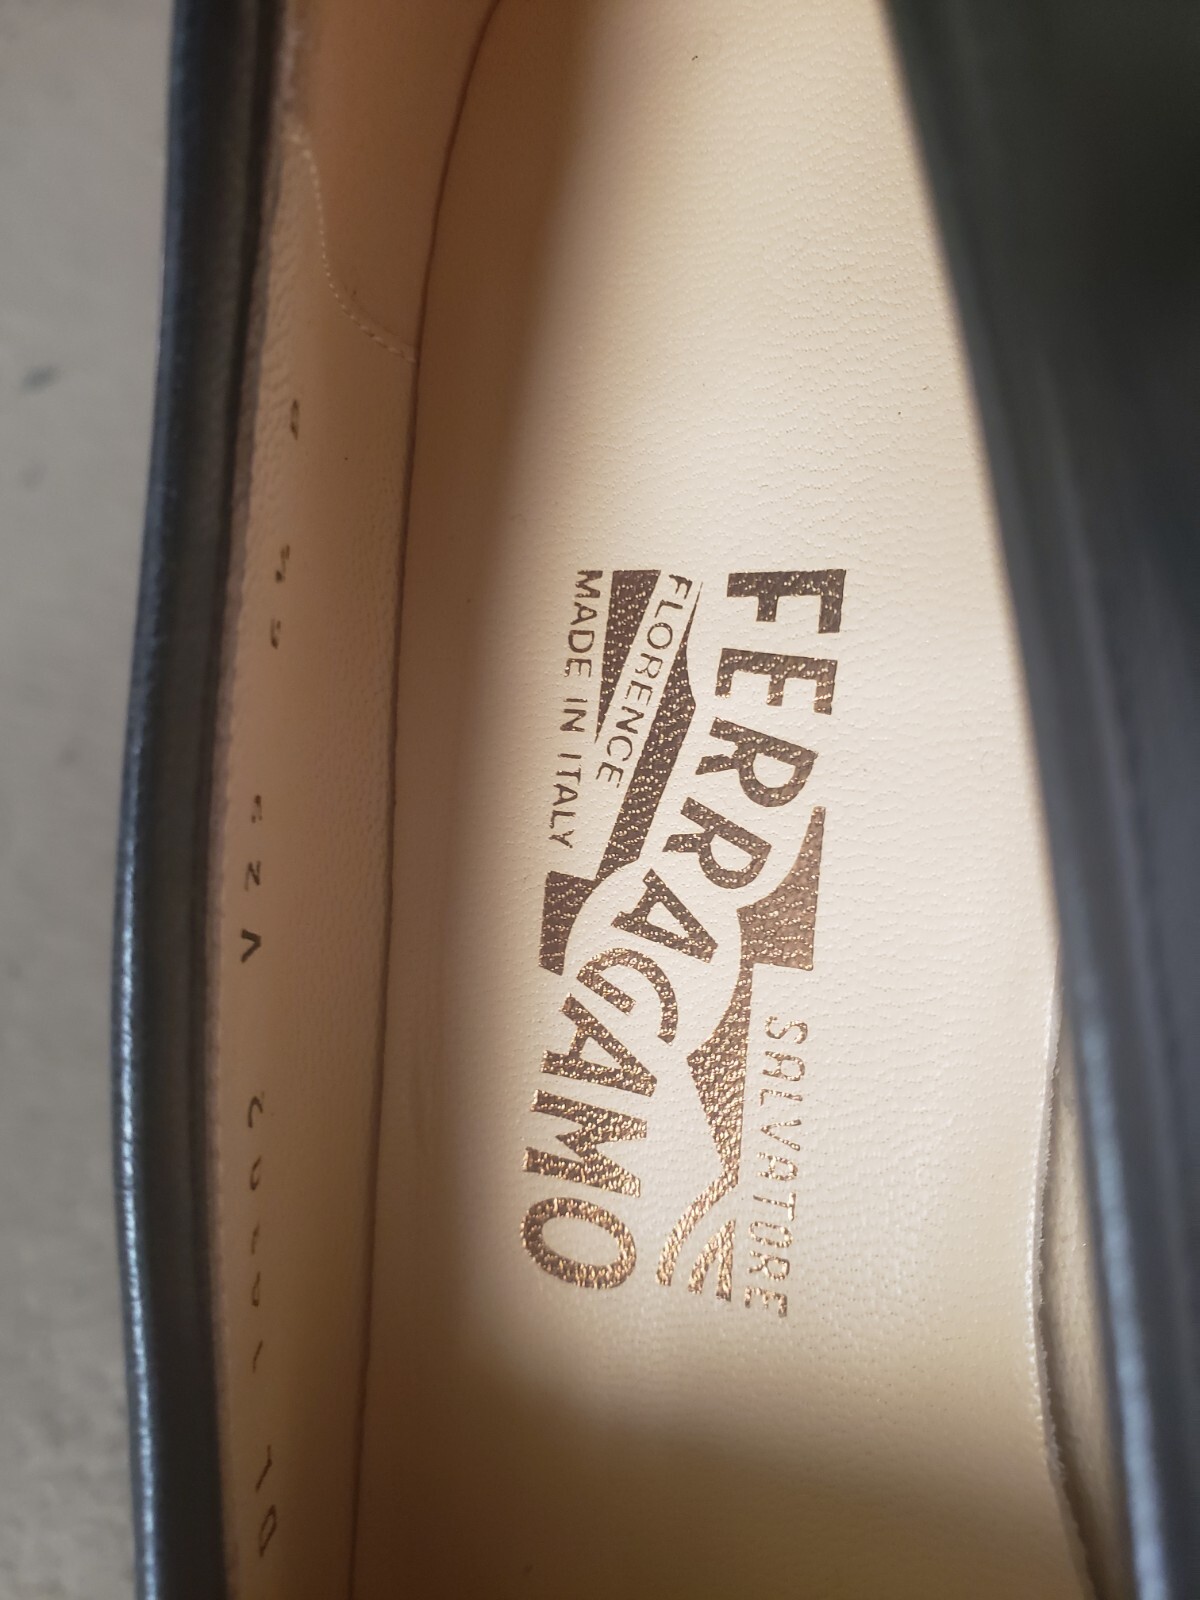 SALVATORE
FERRAGAMO
FLORENCE
MADE IN ITALY